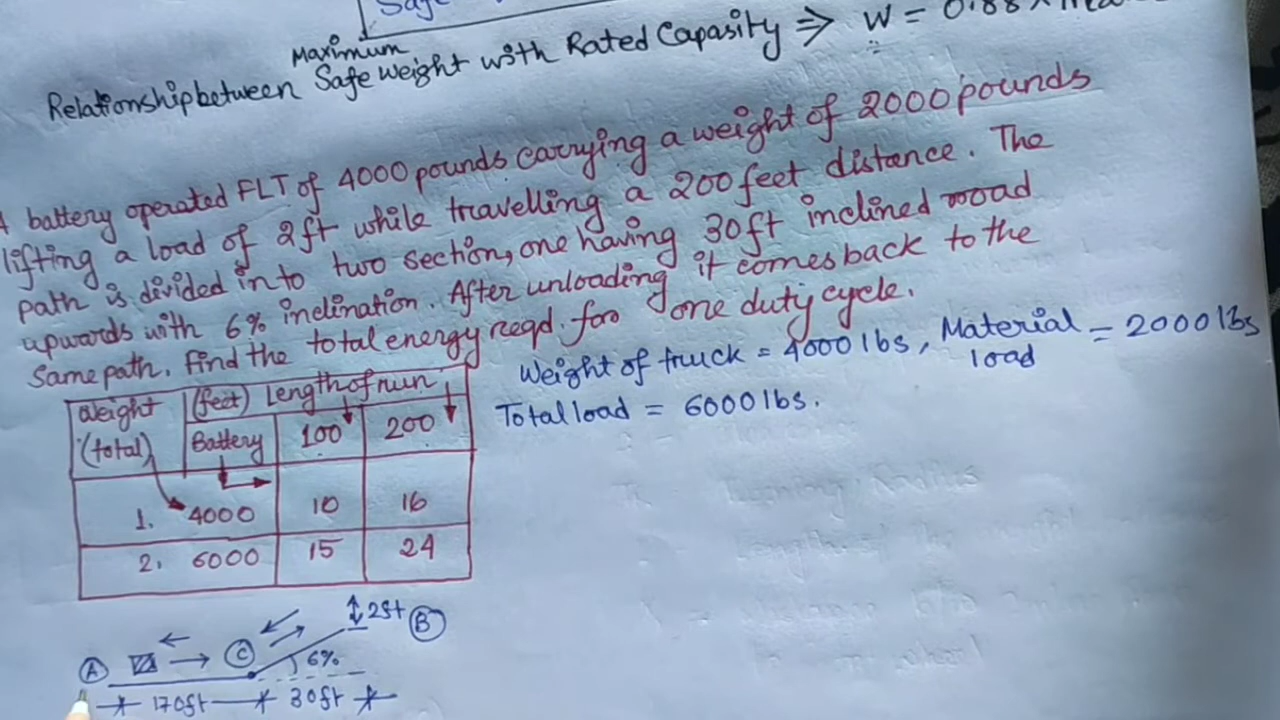 Safe
Maximum
Relationship between Safe Weight with Rated Capasity ⇒ W = 0.88 ×
A battery operated FLT of 4000 pounds carrying a weight of 2000 pounds
lifting a load of 2ft while travelling a 200 feet distance. The
path is divided in to two section, one having 30ft inclined road
upwards with 6% inclination. After unloading it comes back to the
Same path. Find the total energy reqd. for one duty cycle.
Weight of truck = 4000 lbs, Material load = 2000 lbs
Total load = 6000 lbs.
Weight (total) (feet) Length of run
Battery 100 200
1. 4000 10 16
2. 6000 15 24
2ft B
A C 6%
170ft 30ft